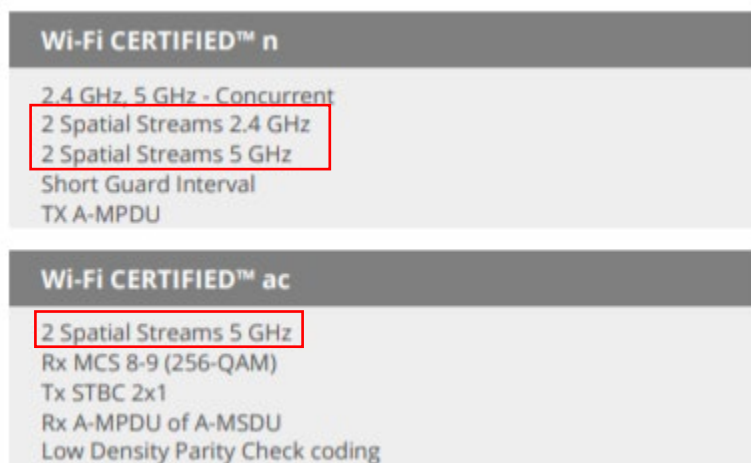 Wi-Fi CERTIFIED™ n
2.4 GHz, 5 GHz - Concurrent
2 Spatial Streams 2.4 GHz
2 Spatial Streams 5 GHz
Short Guard Interval
TX A-MPDU
Wi-Fi CERTIFIED™ ac
2 Spatial Streams 5 GHz
Rx MCS 8-9 (256-QAM)
Tx STBC 2x1
Rx A-MPDU of A-MSDU
Low Density Parity Check coding